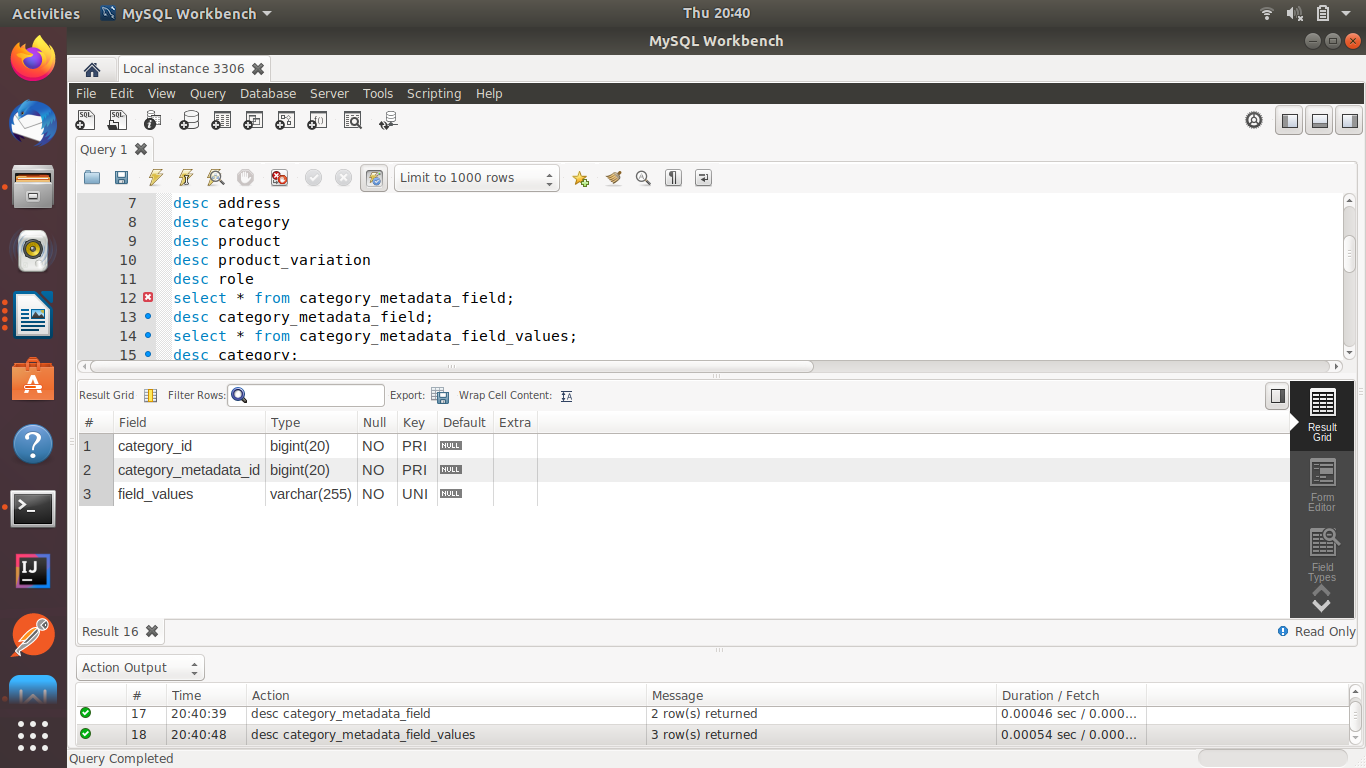 Activities MySQL Workbench Thu 20:40
MySQL Workbench
Local instance 3306
File Edit View Query Database Server Tools Scripting Help
Query 1
Limit to 1000 rows
7 desc address
8 desc category
9 desc product
10 desc product_variation
11 desc role
12 select * from category_metadata_field;
13 desc category_metadata_field;
14 select * from category_metadata_field_values;
15 desc category;
Result Grid Filter Rows: Export: Wrap Cell Content:
# Field Type Null Key Default Extra
1 category_id bigint(20) NO PRI NULL
2 category_metadata_id bigint(20) NO PRI NULL
3 field_values varchar(255) NO UNI NULL
Result
Grid
Form
Editor
Field
Types
Result 16 Read Only
Action Output
# Time Action Message Duration / Fetch
17 20:40:39 desc category_metadata_field 2 row(s) returned 0.00046 sec / 0.000...
18 20:40:48 desc category_metadata_field_values 3 row(s) returned 0.00054 sec / 0.000...
Query Completed